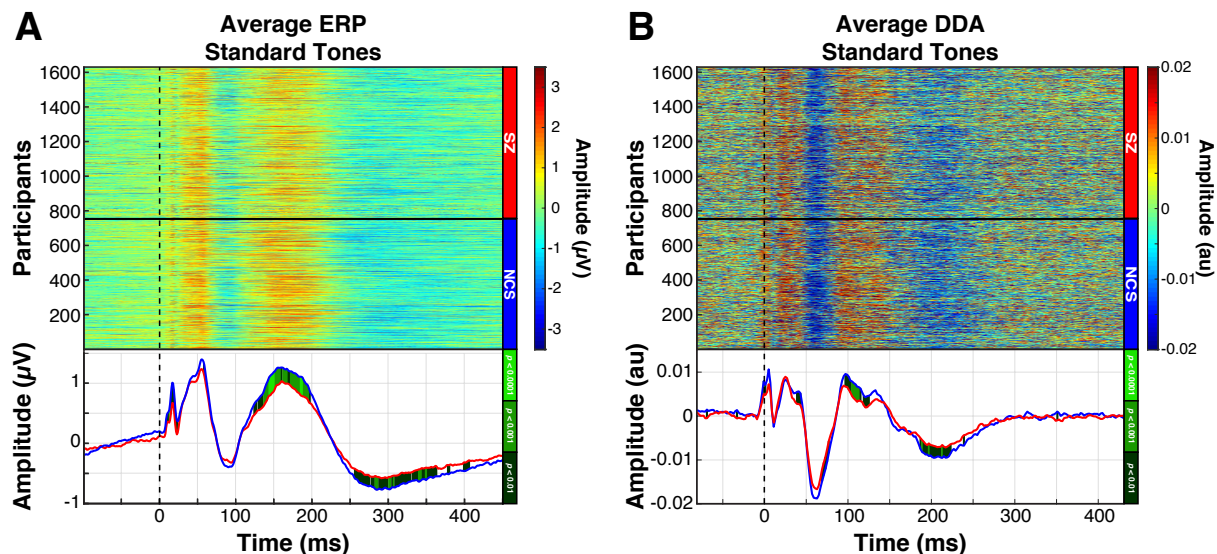 A
Average ERP
Standard Tones
Participants
1600
1400
1200
1000
800
600
400
200
SZ
NCS
3
2
1
0
-1
-2
-3
Amplitude (μV)
Amplitude (μV)
1
0
-1
p < 0.0001
p < 0.001
p < 0.01
0
100
200
300
400
Time (ms)
B
Average DDA
Standard Tones
Participants
1600
1400
1200
1000
800
600
400
200
SZ
NCS
0.02
0.01
0
-0.01
-0.02
Amplitude (au)
Amplitude (au)
0.01
0
-0.01
-0.02
p < 0.0001
p < 0.001
p < 0.01
0
100
200
300
400
Time (ms)